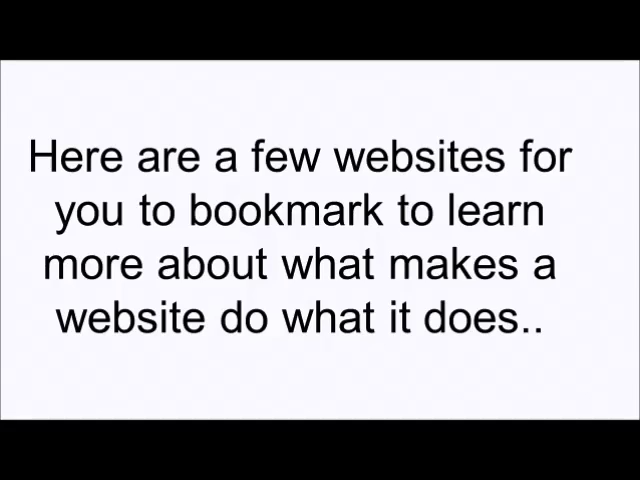 Here are a few websites for
you to bookmark to learn
more about what makes a
website do what it does..